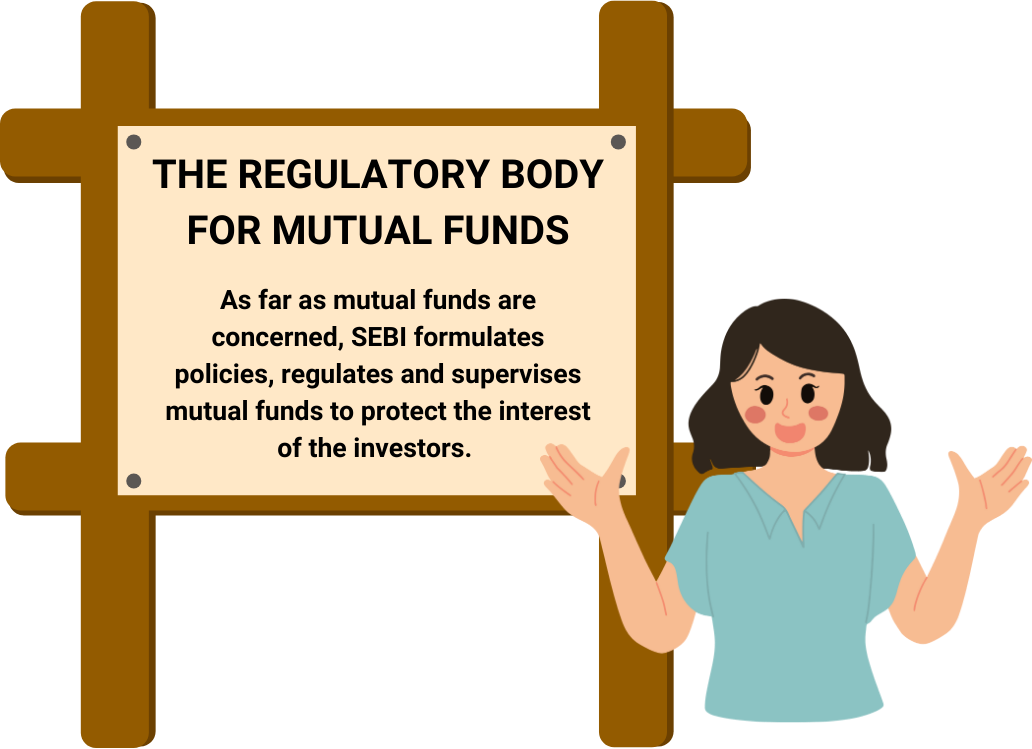 THE REGULATORY BODY
FOR MUTUAL FUNDS
As far as mutual funds are
concerned, SEBI formulates
policies, regulates and supervises
mutual funds to protect the interest
of the investors.